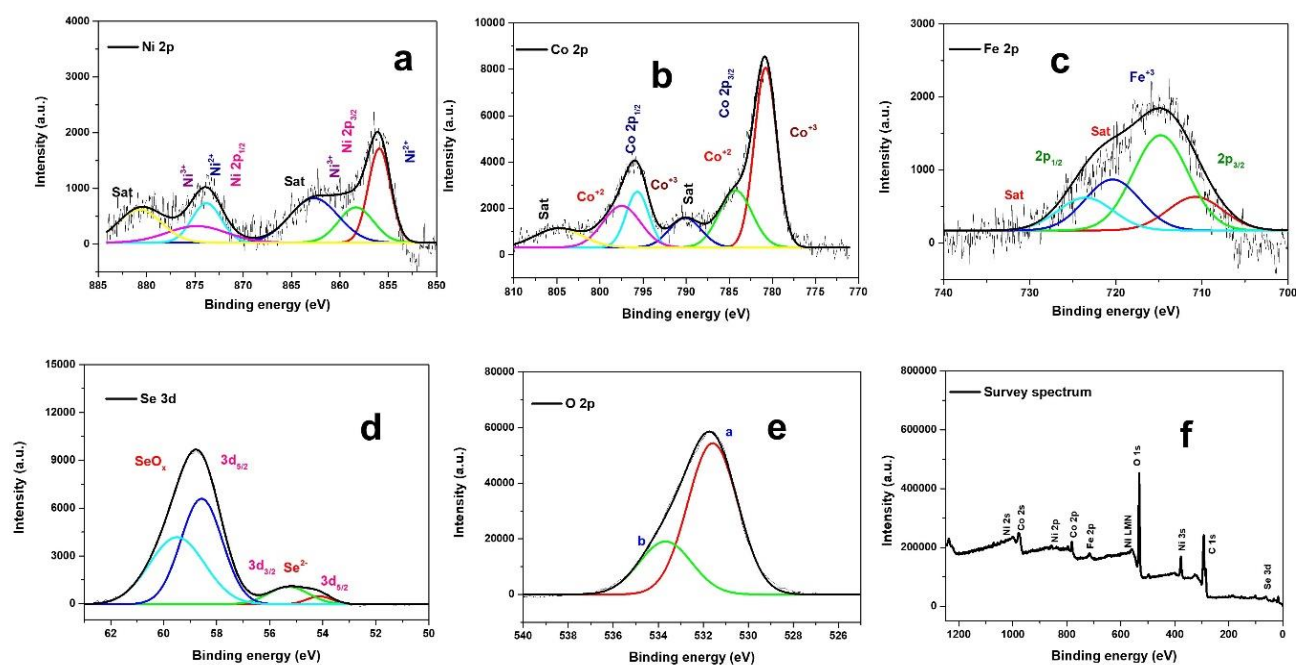 4000
3000
2000
1000
0
Intensity (a.u.)
Ni 2p
a
Sat
Ni³⁺
Ni²⁺
Ni 2p₁/₂
Sat
Ni³⁺
Ni 2p₃/₂
Ni²⁺
884 880 875 870 865 860 855 850
Binding energy (eV)
10000
8000
6000
4000
2000
0
Intensity (a.u.)
Co 2p
b
Sat
Co⁺²
Co 2p₁/₂
Co⁺³
Sat
Co⁺²
Co 2p₃/₂
Co⁺³
810 805 800 795 790 785 780 775 770
Binding energy (eV)
3000
2000
1000
0
Intensity (a.u.)
Fe 2p
c
Fe⁺³
Sat
2p₁/₂
2p₃/₂
Sat
740 730 720 710 700
Binding energy (eV)
15000
12000
9000
6000
3000
0
Intensity (a.u.)
Se 3d
d
SeOₓ
3d₅/₂
3d₃/₂
Se²⁻
3d₅/₂
62 60 58 56 54 52 50
Binding energy (eV)
80000
60000
40000
20000
0
Intensity (a.u.)
O 2p
e
a
b
540 538 536 534 532 530 528 526
Binding energy (eV)
800000
600000
400000
200000
0
Intensity (a.u.)
Survey spectrum
f
Ni 2s
Co 2s
Ni 2p
Co 2p
Fe 2p
Ni LMN
O 1s
Ni 3s
C 1s
Se 3d
1200 1000 800 600 400 200 0
Binding energy (eV)